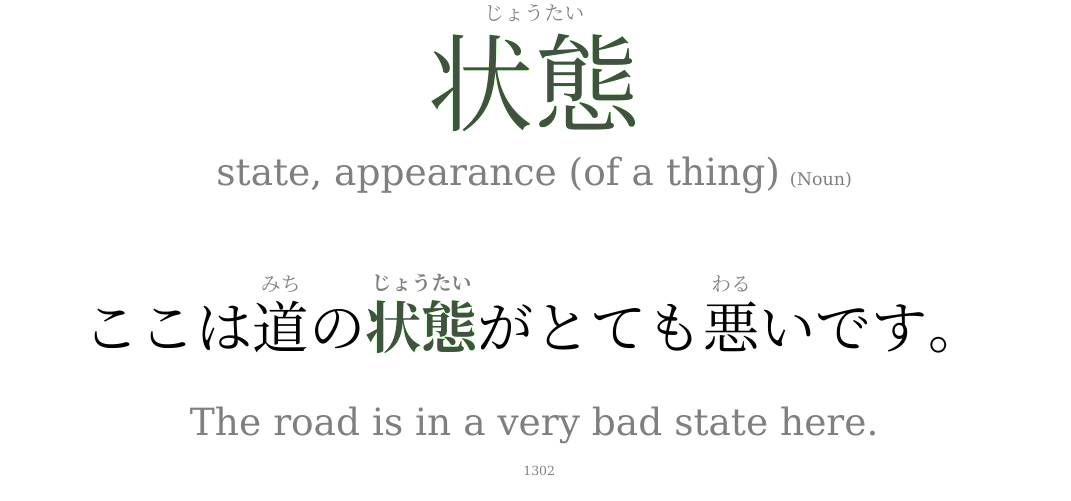 じょうたい
状態
state, appearance (of a thing) (Noun)
みち じょうたい わる
ここは道の状態がとても悪いです。
The road is in a very bad state here.
1302